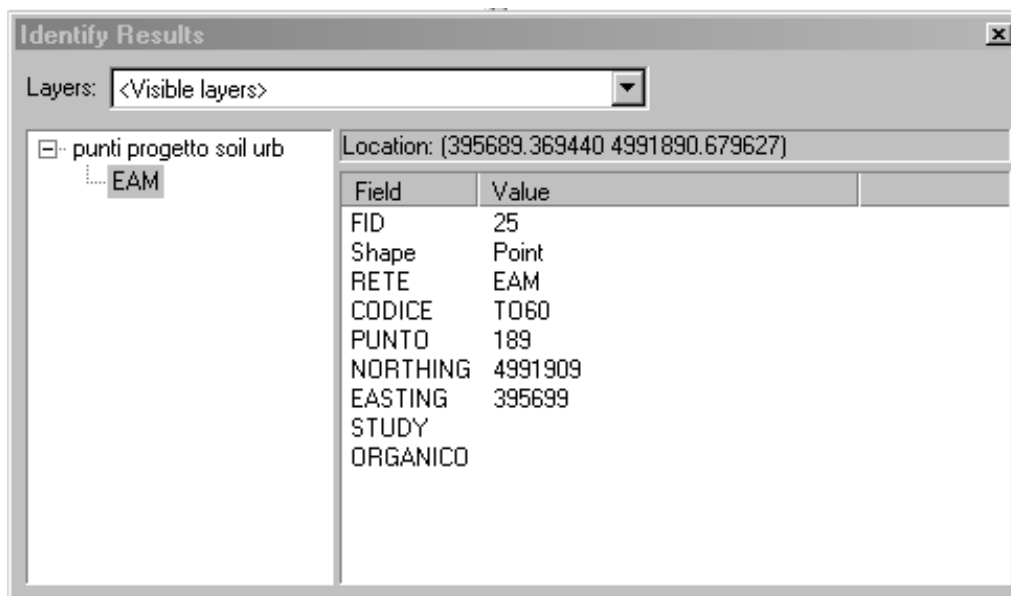 Identify Results
Layers: <Visible layers>
punti progetto soil urb
EAM
Location: (395689.369440 4991890.679627)
Field Value
FID 25
Shape Point
RETE EAM
CODICE TO60
PUNTO 189
NORTHING 4991909
EASTING 395699
STUDY
ORGANICO